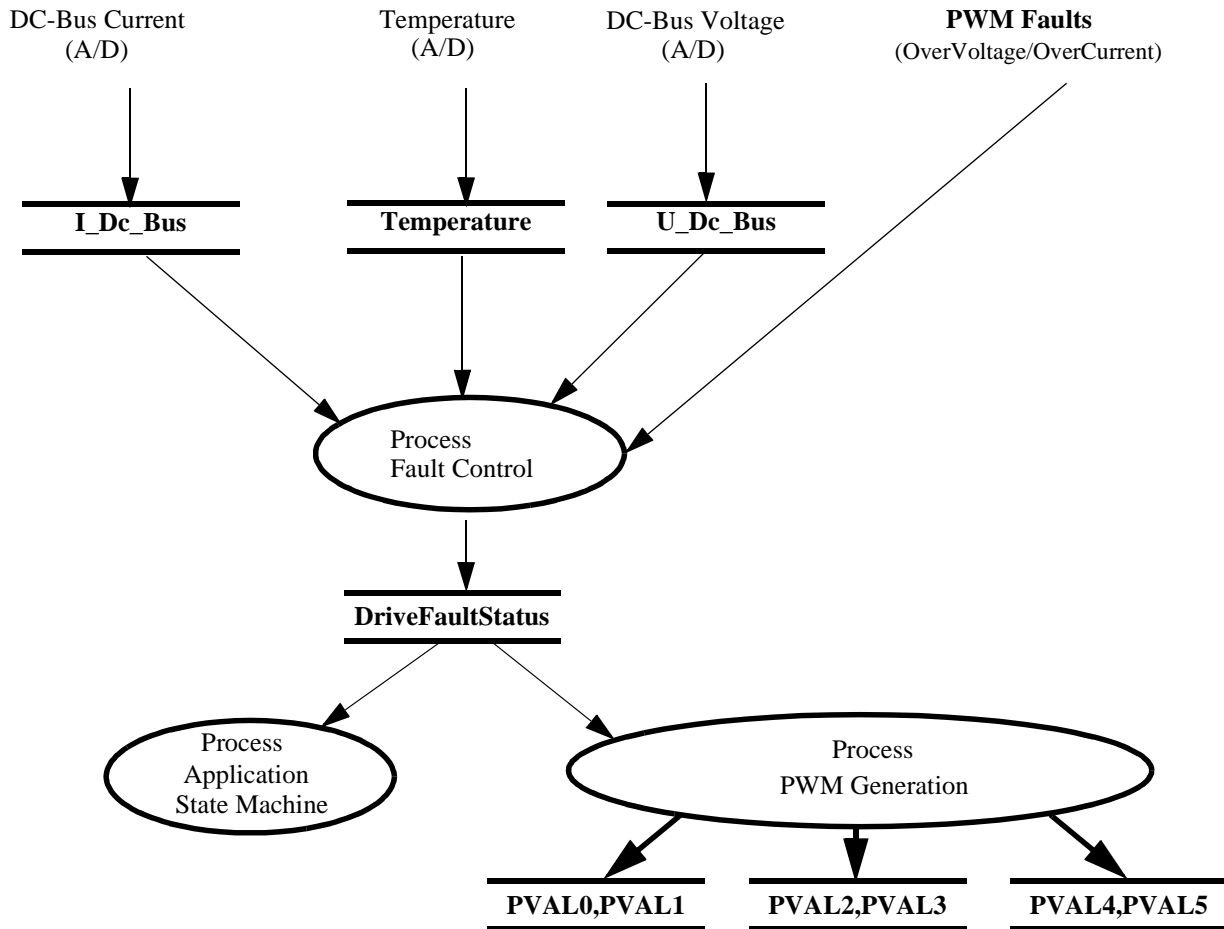 DC-Bus Current
(A/D)
Temperature
(A/D)
DC-Bus Voltage
(A/D)
PWM Faults
(OverVoltage/OverCurrent)
I_Dc_Bus
Temperature
U_Dc_Bus
Process
Fault Control
DriveFaultStatus
Process
Application
State Machine
Process
PWM Generation
PVAL0,PVAL1
PVAL2,PVAL3
PVAL4,PVAL5